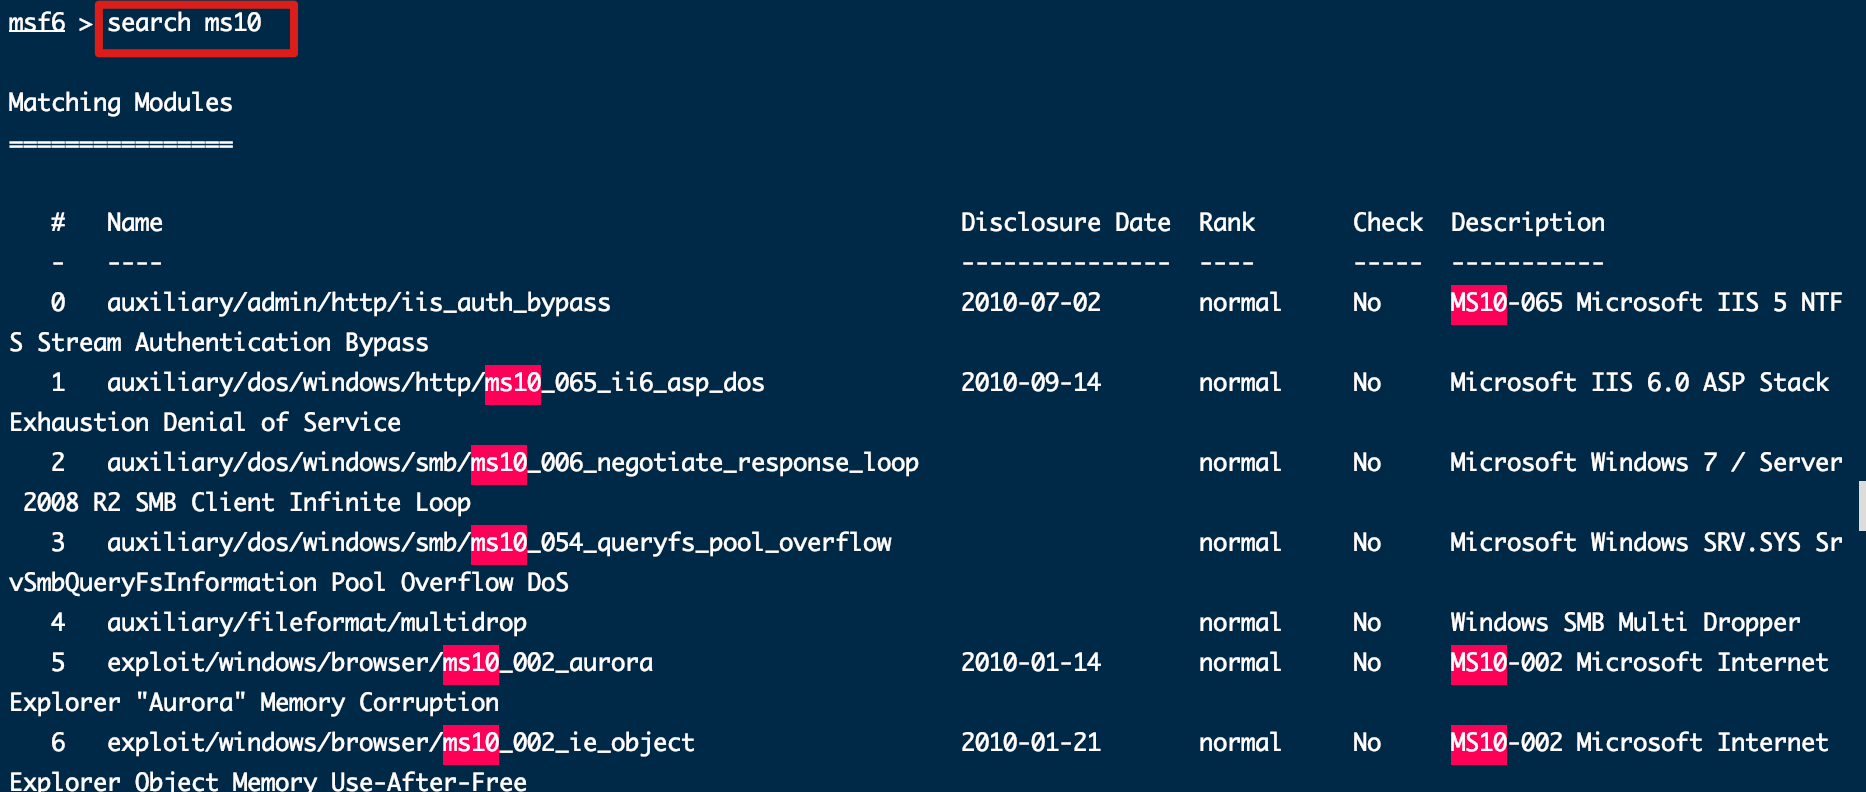 msf6 > search ms10
Matching Modules
================
   #   Name                                                         Disclosure Date  Rank       Check  Description
   -   ----                                                         ---------------  ----       -----  -----------
   0   auxiliary/admin/http/iis_auth_bypass                         2010-07-02       normal     No     MS10-065 Microsoft IIS 5 NTF
S Stream Authentication Bypass
   1   auxiliary/dos/windows/http/ms10_065_ii6_asp_dos              2010-09-14       normal     No     Microsoft IIS 6.0 ASP Stack
Exhaustion Denial of Service
   2   auxiliary/dos/windows/smb/ms10_006_negotiate_response_loop                    normal     No     Microsoft Windows 7 / Server
 2008 R2 SMB Client Infinite Loop
   3   auxiliary/dos/windows/smb/ms10_054_queryfs_pool_overflow                      normal     No     Microsoft Windows SRV.SYS Sr
vSmbQueryFsInformation Pool Overflow DoS
   4   auxiliary/fileformat/multidrop                                                normal     No     Windows SMB Multi Dropper
   5   exploit/windows/browser/ms10_002_aurora                      2010-01-14       normal     No     MS10-002 Microsoft Internet
Explorer "Aurora" Memory Corruption
   6   exploit/windows/browser/ms10_002_ie_object                   2010-01-21       normal     No     MS10-002 Microsoft Internet
Explorer Object Memory Use-After-Free